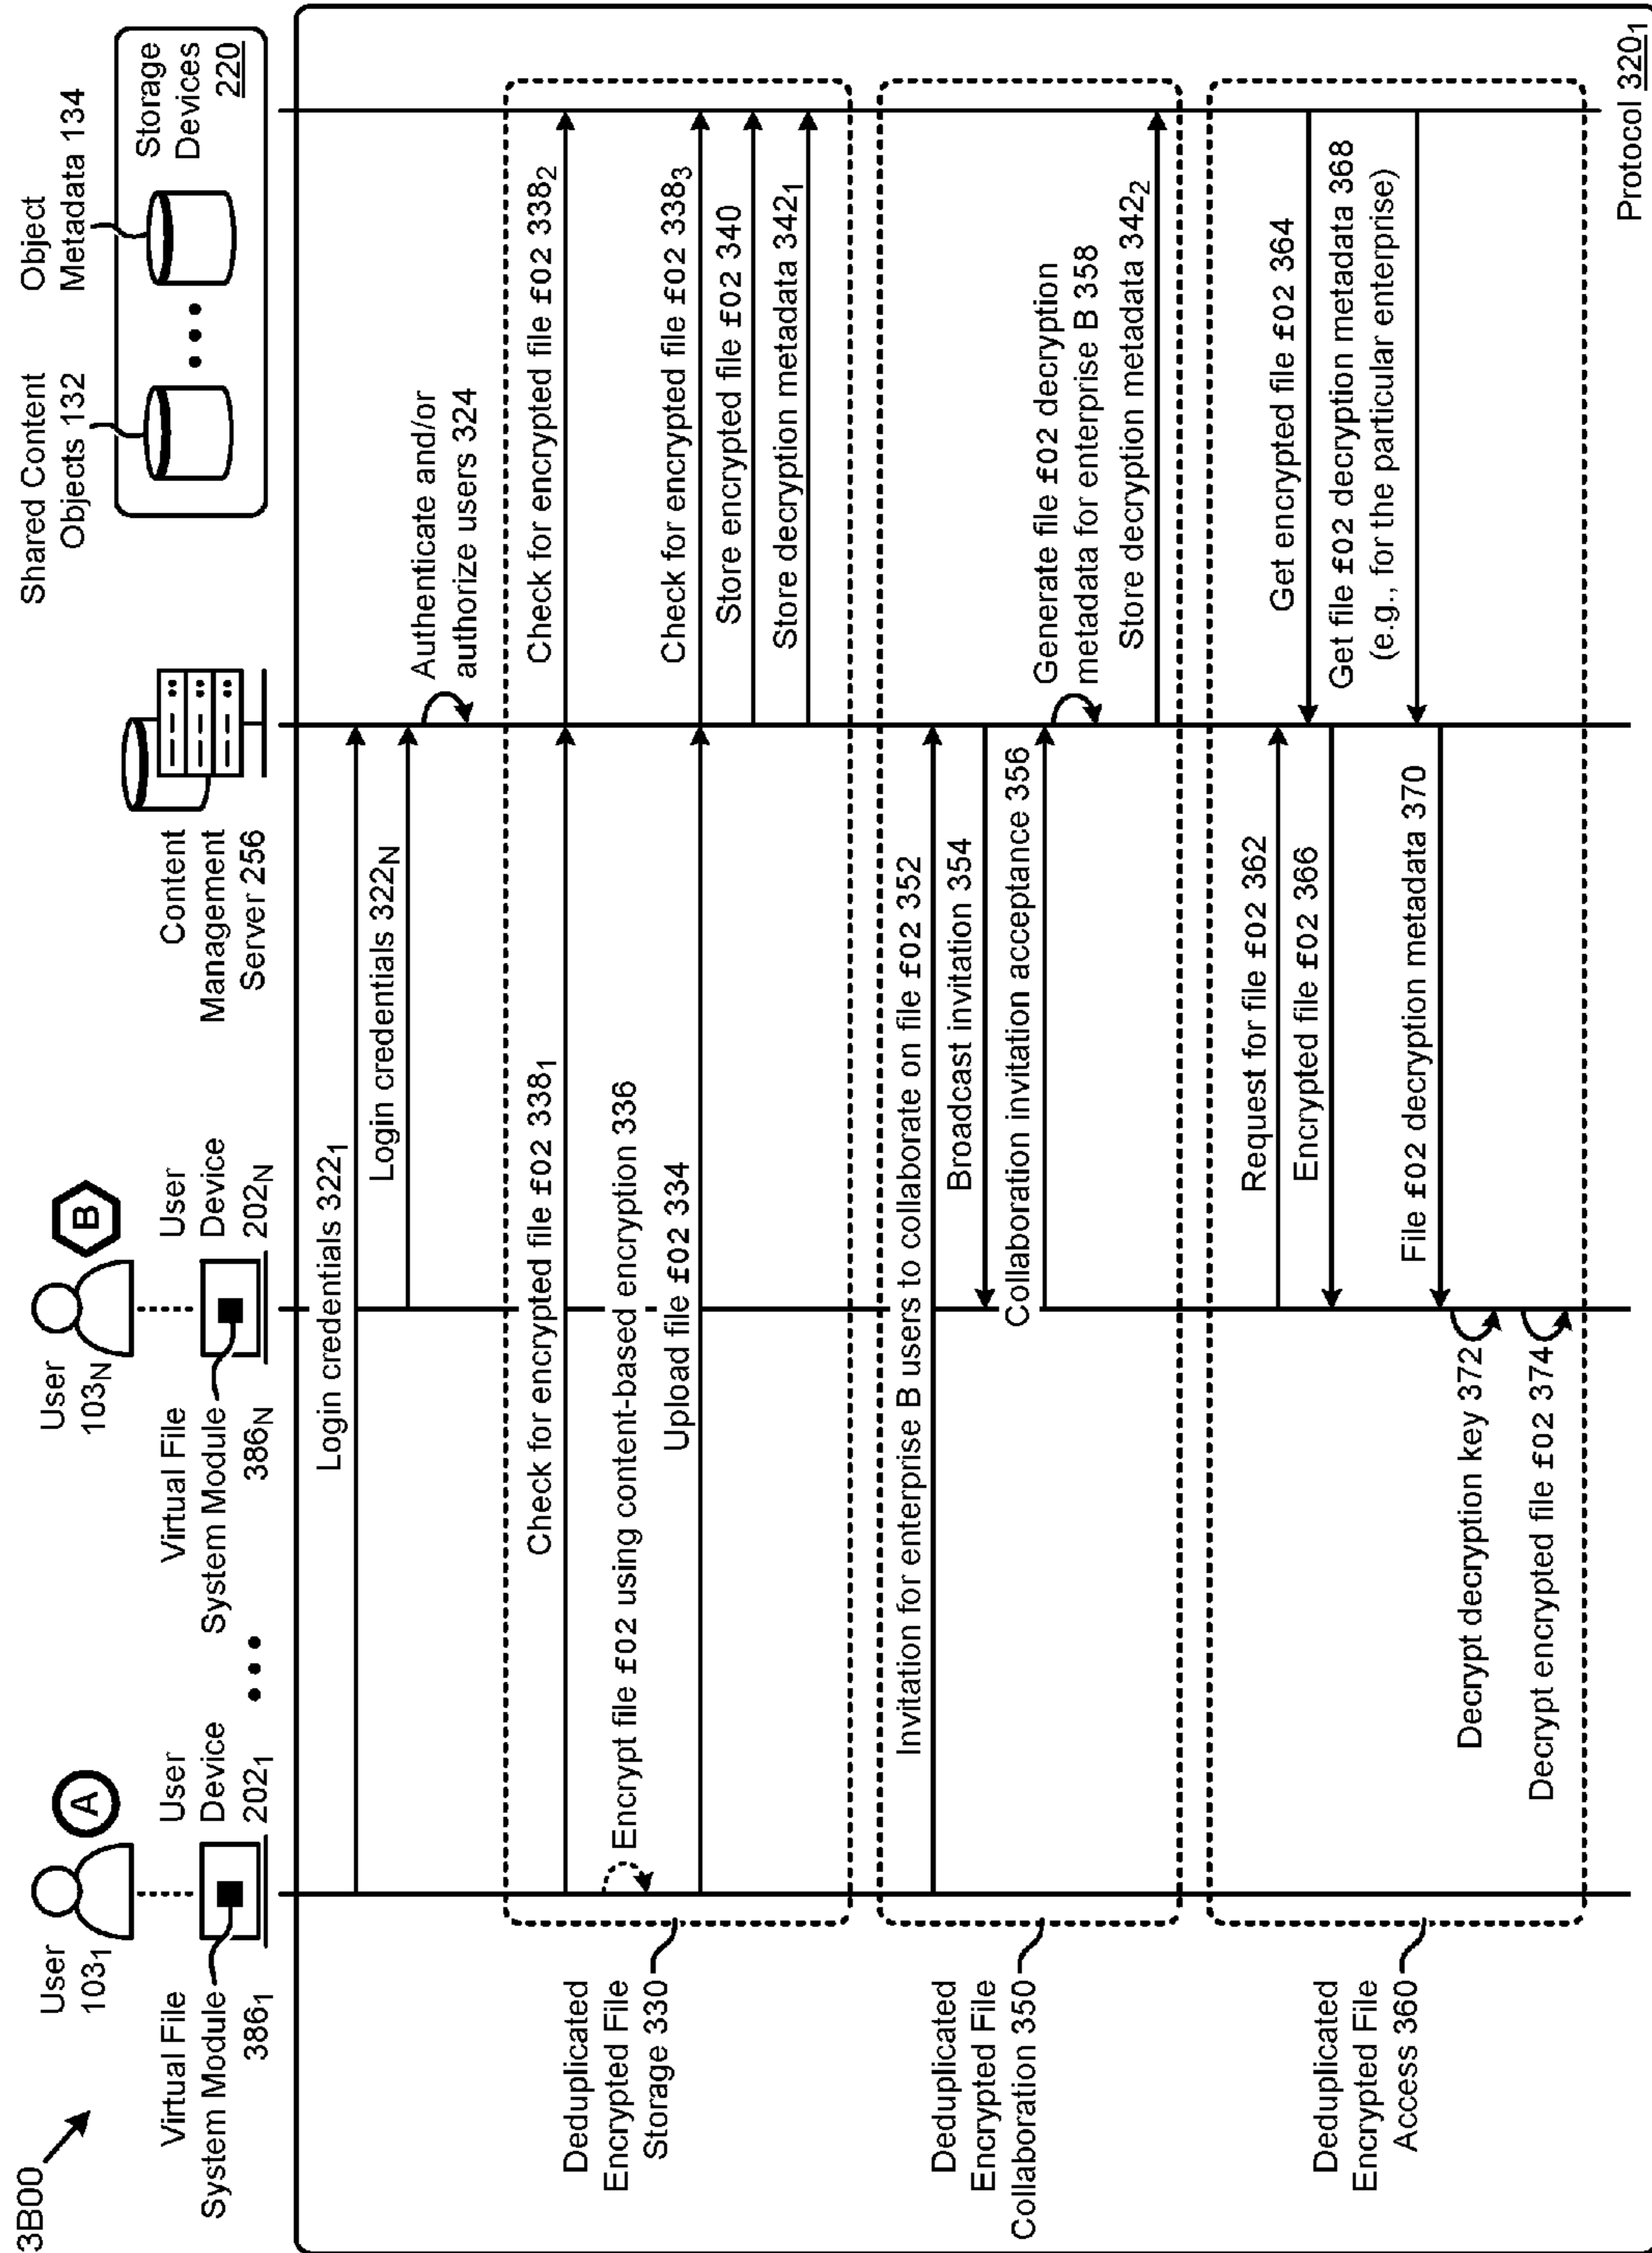 3B00
User
103₁
A
Virtual File
System Module
386₁
User
Device
202₁
User
103N
B
Virtual File
System Module
386N
User
Device
202N
Content
Management
Server 256
Shared Content
Objects 132
Object
Metadata 134
Storage
Devices
220
Login credentials 322₁
Login credentials 322N
Authenticate and/or
authorize users 324
Deduplicated
Encrypted File
Storage 330
Check for encrypted file f02 338₁
Check for encrypted file f02 338₂
Encrypt file f02 using content-based encryption 336
Upload file f02 334
Check for encrypted file f02 338₃
Store encrypted file f02 340
Store decryption metadata 342₁
Deduplicated
Encrypted File
Collaboration 350
Invitation for enterprise B users to collaborate on file f02 352
Broadcast invitation 354
Collaboration invitation acceptance 356
Generate file f02 decryption
metadata for enterprise B 358
Store decryption metadata 342₂
Deduplicated
Encrypted File
Access 360
Request for file f02 362
Get encrypted file f02 364
Encrypted file f02 366
Get file f02 decryption metadata 368
(e.g., for the particular enterprise)
File f02 decryption metadata 370
Decrypt decryption key 372
Decrypt encrypted file f02 374
Protocol 320₁